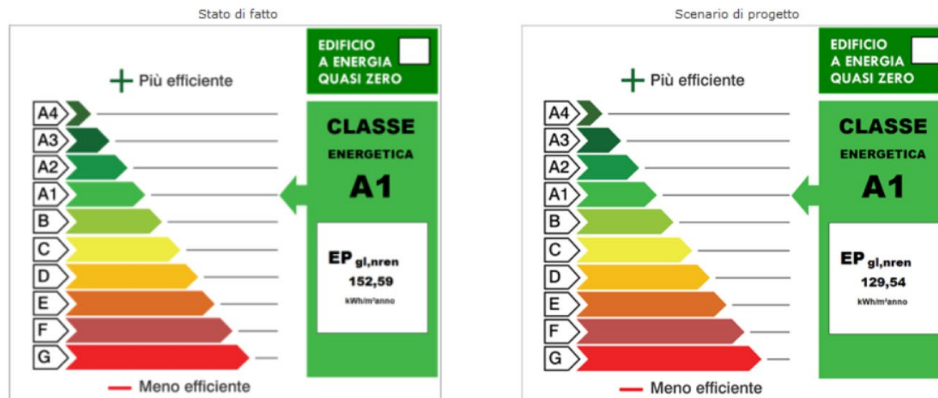 Stato di fatto
EDIFICIO
A ENERGIA
QUASI ZERO
Più efficiente
A4
A3
A2
A1
B
C
D
E
F
G
CLASSE
ENERGETICA
A1
EP gl,nren
152,59
kWh/m²anno
Meno efficiente
Scenario di progetto
EDIFICIO
A ENERGIA
QUASI ZERO
Più efficiente
A4
A3
A2
A1
B
C
D
E
F
G
CLASSE
ENERGETICA
A1
EP gl,nren
129,54
kWh/m²anno
Meno efficiente